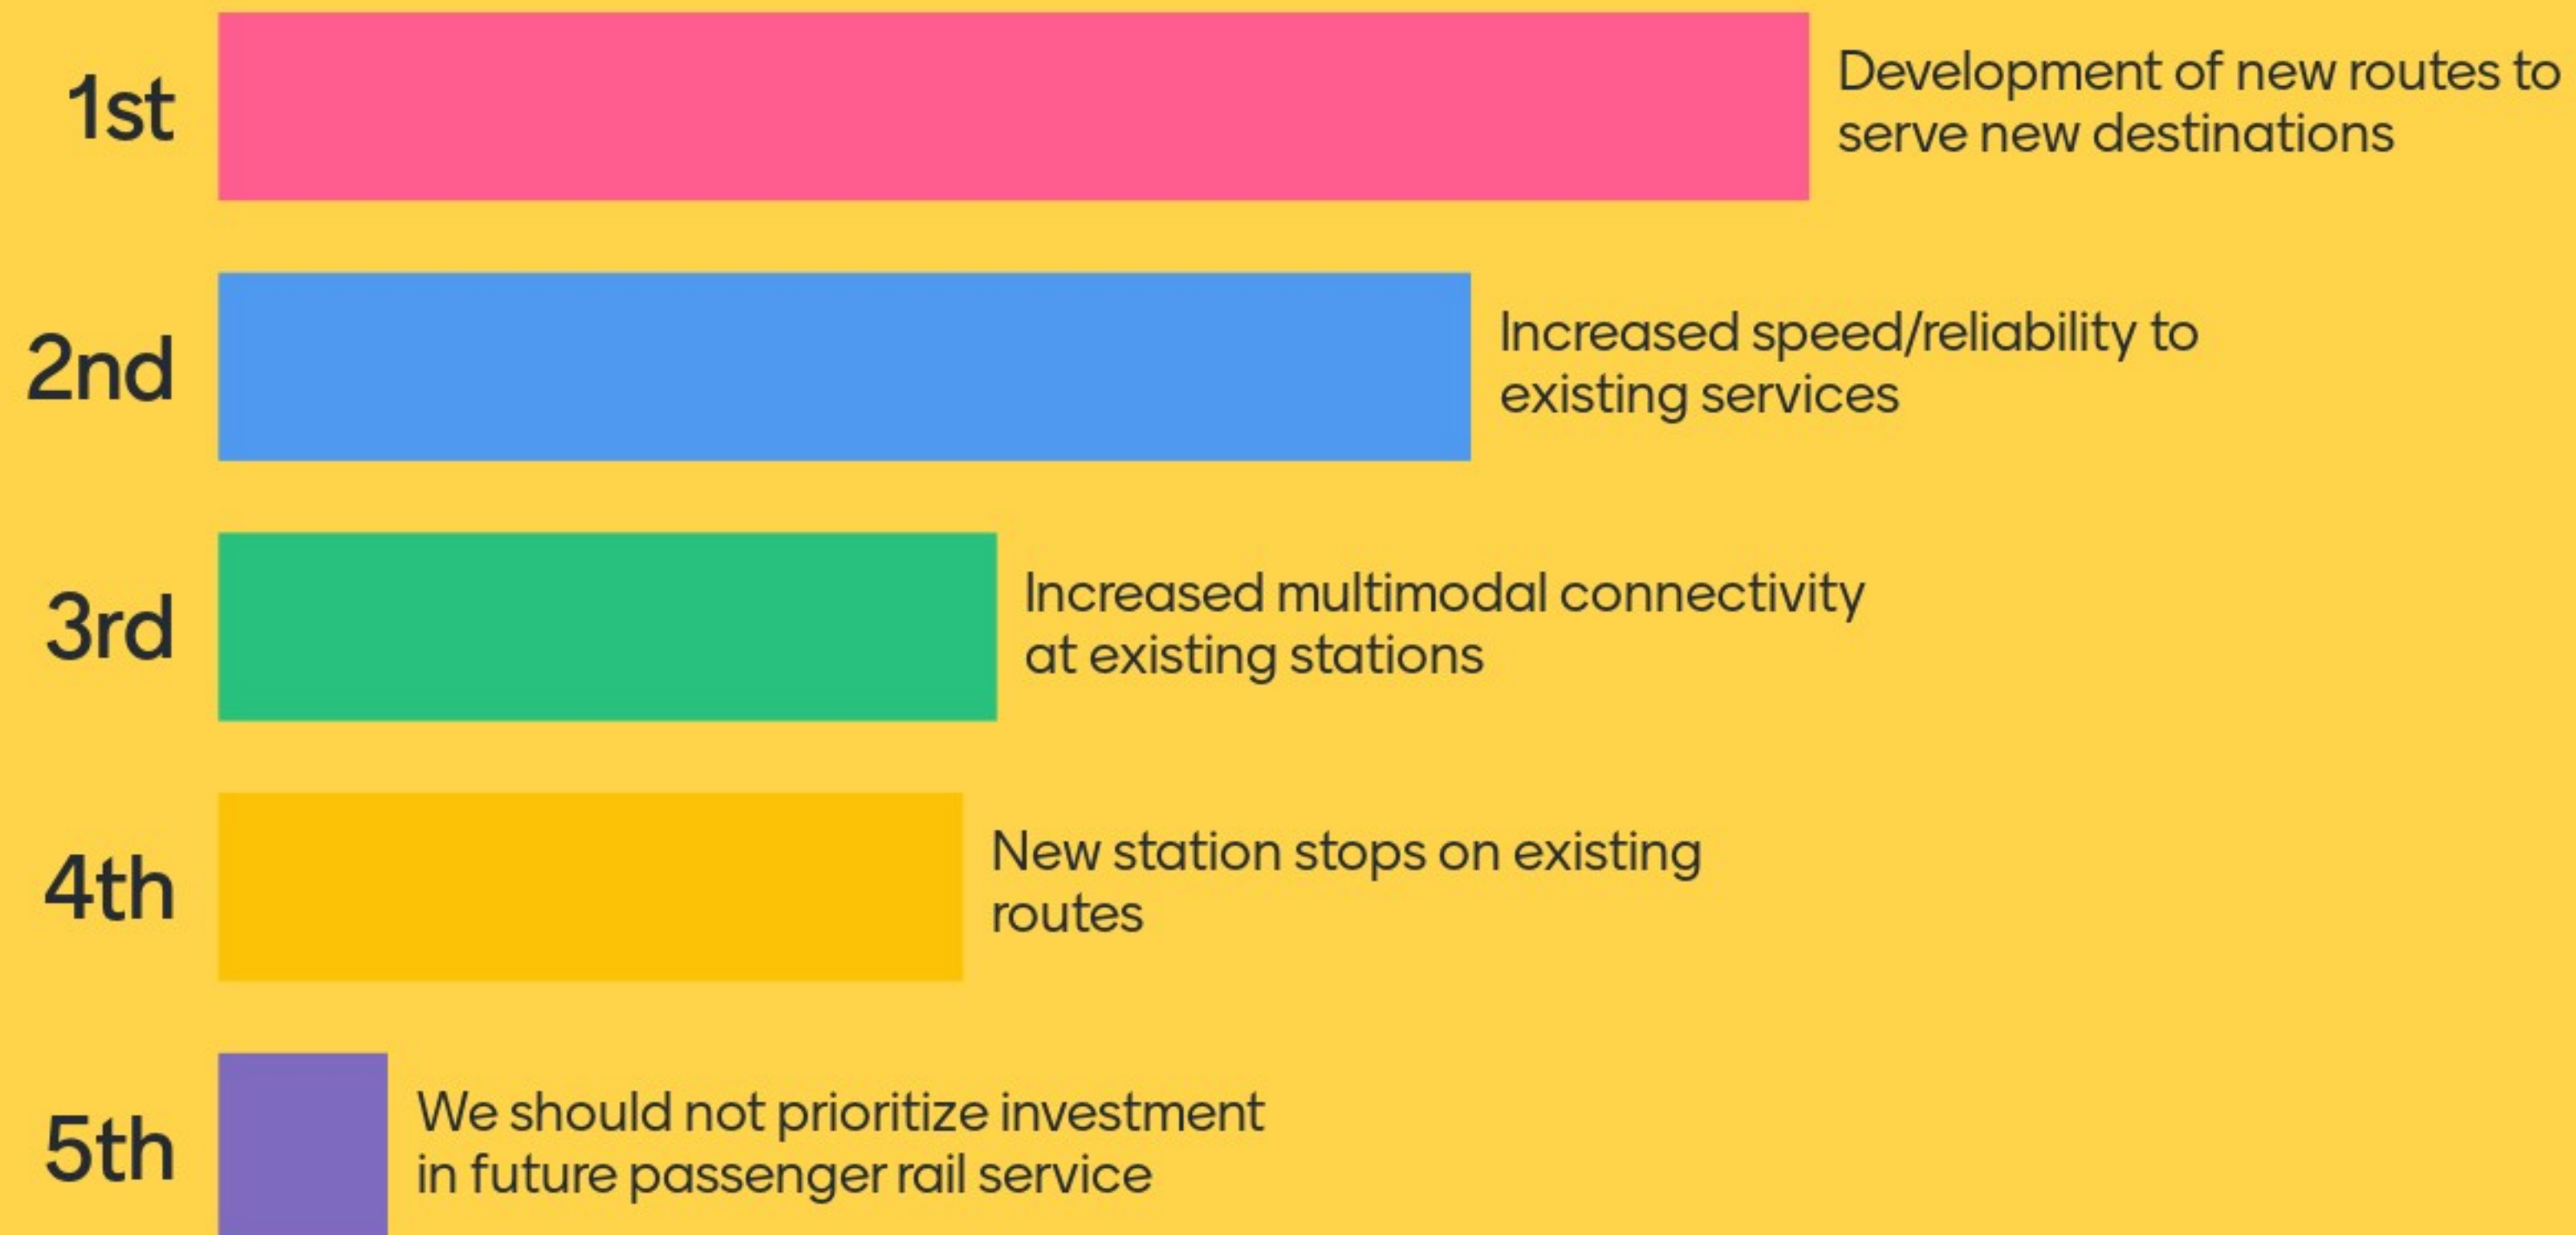 1st
Development of new routes to
serve new destinations
2nd
Increased speed/reliability to
existing services
3rd
Increased multimodal connectivity
at existing stations
4th
New station stops on existing
routes
5th
We should not prioritize investment
in future passenger rail service